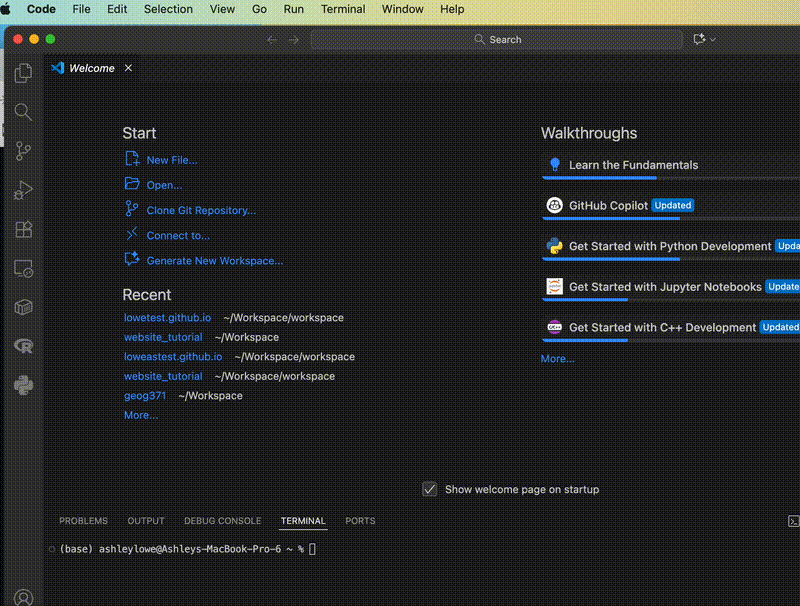 Code File Edit Selection View Go Run Terminal Window Help
Search
Welcome
Start
New File...
Open...
Clone Git Repository...
Connect to...
Generate New Workspace...
Recent
lowetest.github.io ~/Workspace/workspace
website_tutorial ~/Workspace
loweastest.github.io ~/Workspace/workspace
website_tutorial ~/Workspace/workspace
geog371 ~/Workspace
More...
Walkthroughs
Learn the Fundamentals
GitHub Copilot Updated
Get Started with Python Development Upda
Get Started with Jupyter Notebooks Update
Get Started with C++ Development Updated
More...
Show welcome page on startup
PROBLEMS OUTPUT DEBUG CONSOLE TERMINAL PORTS
(base) ashleylowe@Ashleys-MacBook-Pro-6 ~ %